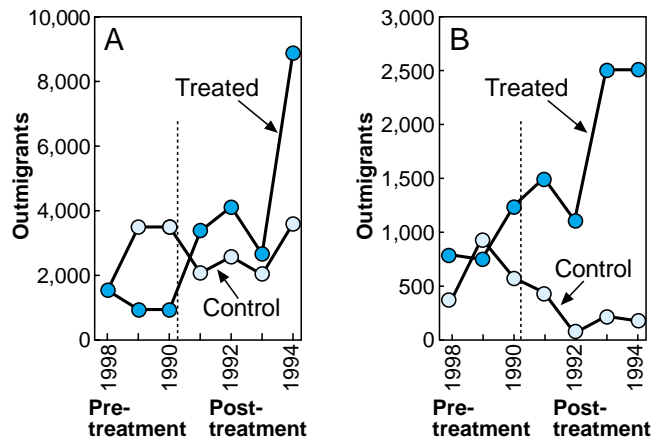 A
Outmigrants
10,000
8,000
6,000
4,000
2,000
0
Treated
Control
1998
1990
1992
1994
Pre-
treatment
Post-
treatment
B
Outmigrants
3,000
2,500
2,000
1,500
1,000
500
0
Treated
Control
1998
1990
1992
1994
Pre-
treatment
Post-
treatment